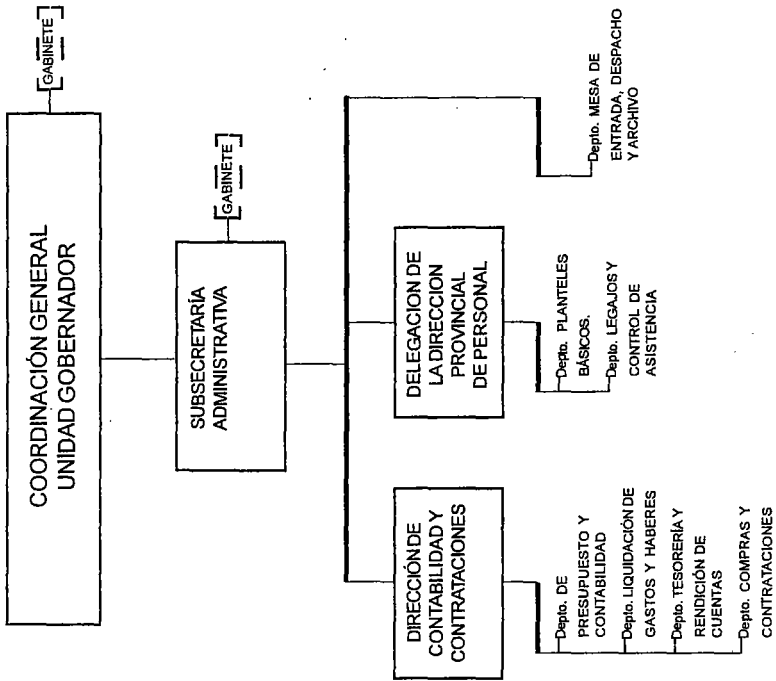 COORDINACIÓN GENERAL
UNIDAD GOBERNADOR
GABINETE
SUBSECRETARÍA
ADMINISTRATIVA
GABINETE
DIRECCIÓN DE
CONTABILIDAD Y
CONTRATACIONES
Depto. DE
PRESUPUESTO Y
CONTABILIDAD
Depto. LIQUIDACIÓN DE
GASTOS Y HABERES
Depto. TESORERÍA Y
RENDICIÓN DE
CUENTAS
Depto. COMPRAS Y
CONTRATACIONES
DELEGACION DE
LA DIRECCION
PROVINCIAL
DE PERSONAL
Depto. PLANTELES
BÁSICOS.
Depto. LEGAJOS Y
CONTROL DE
ASISTENCIA
Depto. MESA DE
ENTRADA, DESPACHO
Y ARCHIVO